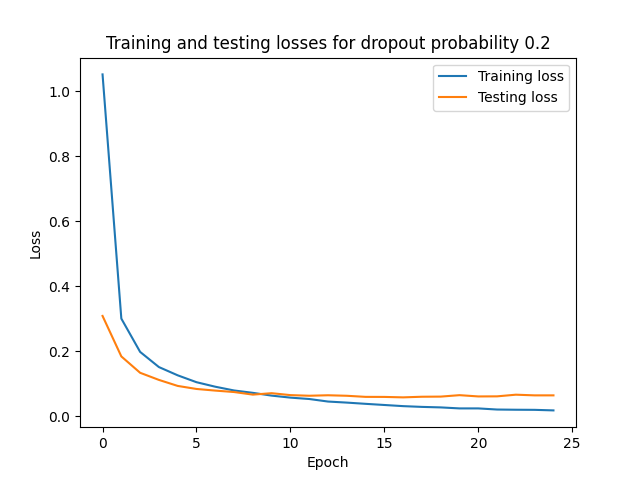 Training and testing losses for dropout probability 0.2
Training loss
Testing loss
1.0
0.8
0.6
0.4
0.2
0.0
Loss
0
5
10
15
20
25
Epoch